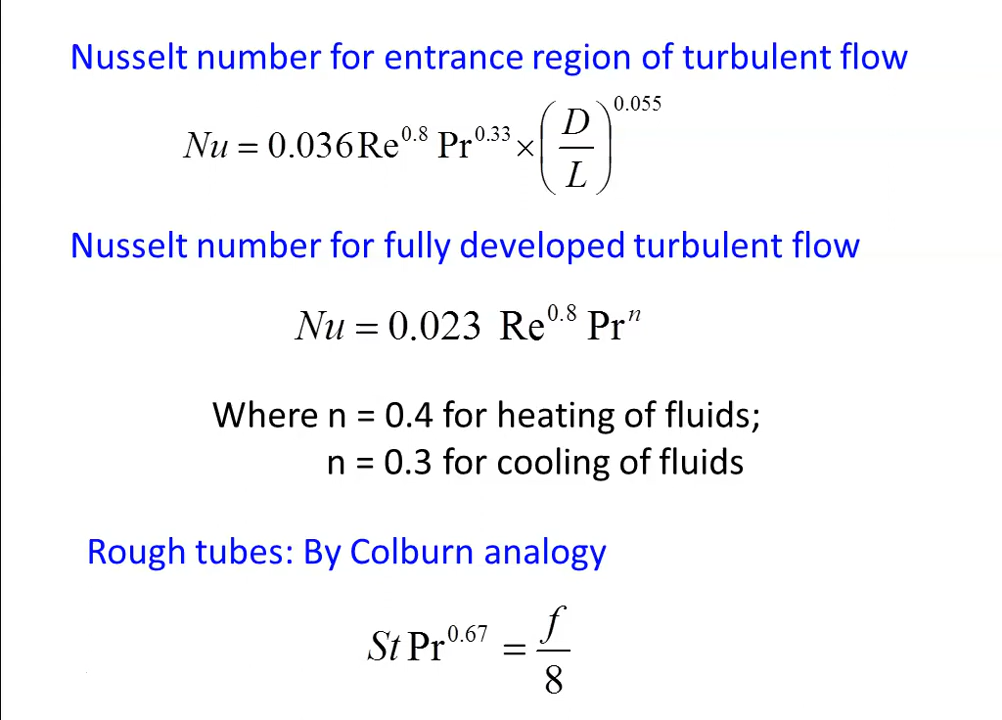 Nusselt number for entrance region of turbulent flow
Nu = 0.036 Re^0.8 Pr^0.33 × (D/L)^0.055
Nusselt number for fully developed turbulent flow
Nu = 0.023 Re^0.8 Pr^n
Where n = 0.4 for heating of fluids;
n = 0.3 for cooling of fluids
Rough tubes: By Colburn analogy
St Pr^0.67 = f/8